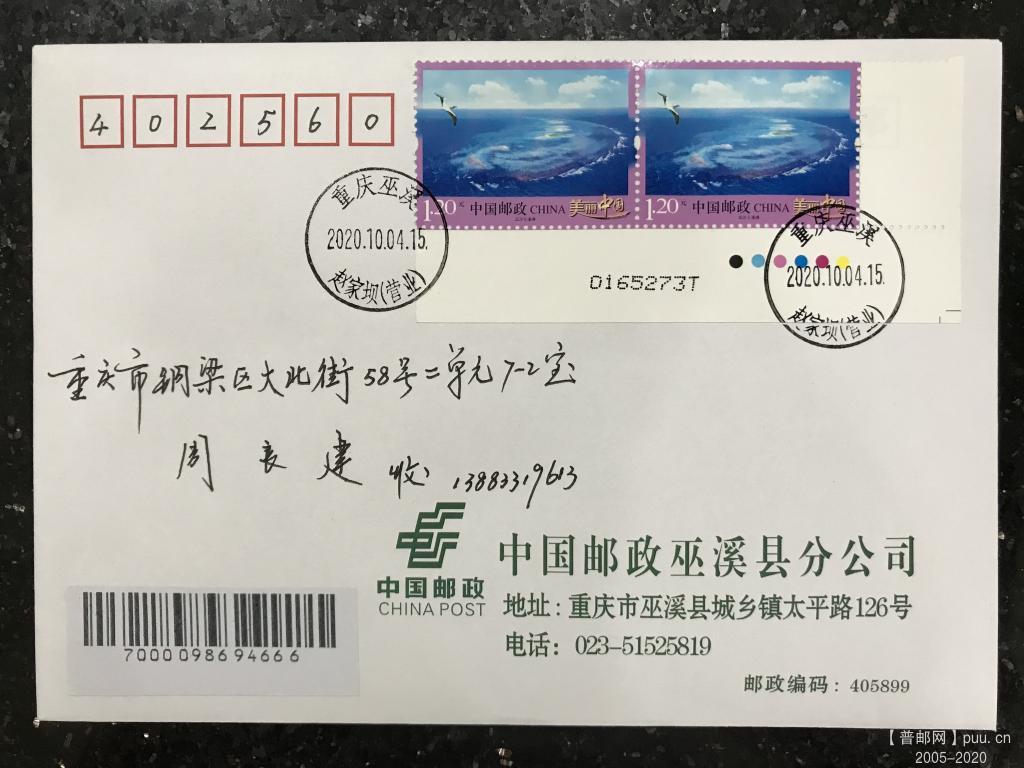 402560
1.20元 中国邮政 CHINA 美丽中国
1.20元 中国邮政 CHINA 美丽中国
重庆巫溪
2020.10.04.15.
赵家坝(营业)
0165273T
重庆巫溪
2020.10.04.15.
赵家坝(营业)
重庆市铜梁区大北街58号二单元7-2室
周良建 收 13883319613
中国邮政
CHINA POST
中国邮政巫溪县分公司
地址:重庆市巫溪县城乡镇太平路126号
电话: 023-51525819
邮政编码: 405899
7000098694666
【普邮网】puu.cn
2005-2020